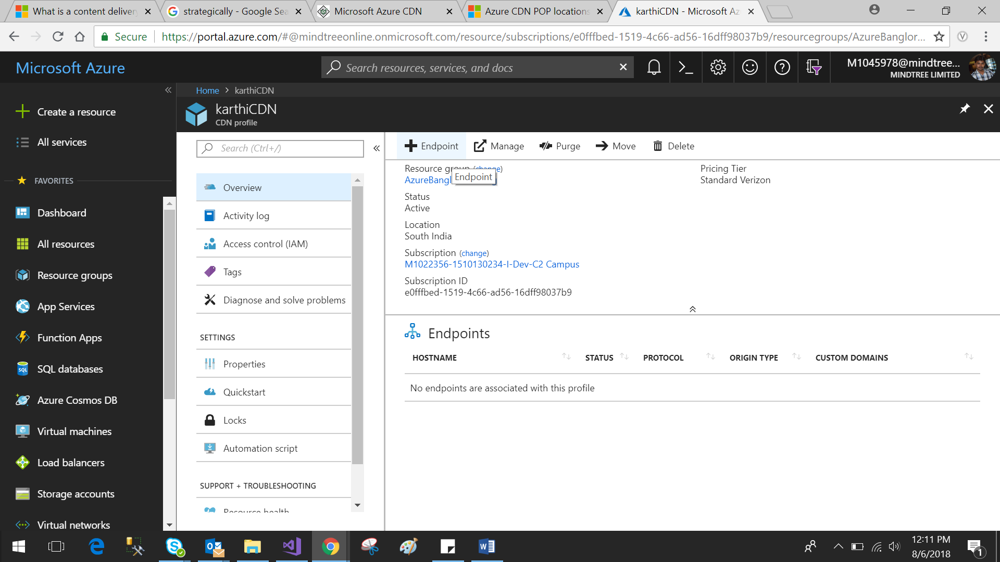 What is a content delivery
strategically - Google Sea
Microsoft Azure CDN
Azure CDN POP locations
karthiCDN - Microsoft Az
Secure
https://portal.azure.com/#@mindtreeonline.onmicrosoft.com/resource/subscriptions/e0fffbed-1519-4c66-ad56-16dff98037b9/resourcegroups/AzureBanglor...
Microsoft Azure
Search resources, services, and docs
M1045978@mindtree...
MINDTREE LIMITED
Home > karthiCDN
karthiCDN
CDN profile
Create a resource
All services
FAVORITES
Dashboard
All resources
Resource groups
App Services
Function Apps
SQL databases
Azure Cosmos DB
Virtual machines
Load balancers
Storage accounts
Virtual networks
Search (Ctrl+/)
Overview
Activity log
Access control (IAM)
Tags
Diagnose and solve problems
SETTINGS
Properties
Quickstart
Locks
Automation script
SUPPORT + TROUBLESHOOTING
Resource health
Endpoint
Manage
Purge
Move
Delete
Resource group (change)
AzureBangl
Endpoint
Status
Active
Location
South India
Subscription (change)
M1022356-1510130234-I-Dev-C2 Campus
Subscription ID
e0fffbed-1519-4c66-ad56-16dff98037b9
Pricing Tier
Standard Verizon
Endpoints
HOSTNAME
STATUS
PROTOCOL
ORIGIN TYPE
CUSTOM DOMAINS
No endpoints are associated with this profile
12:11 PM
8/6/2018
1